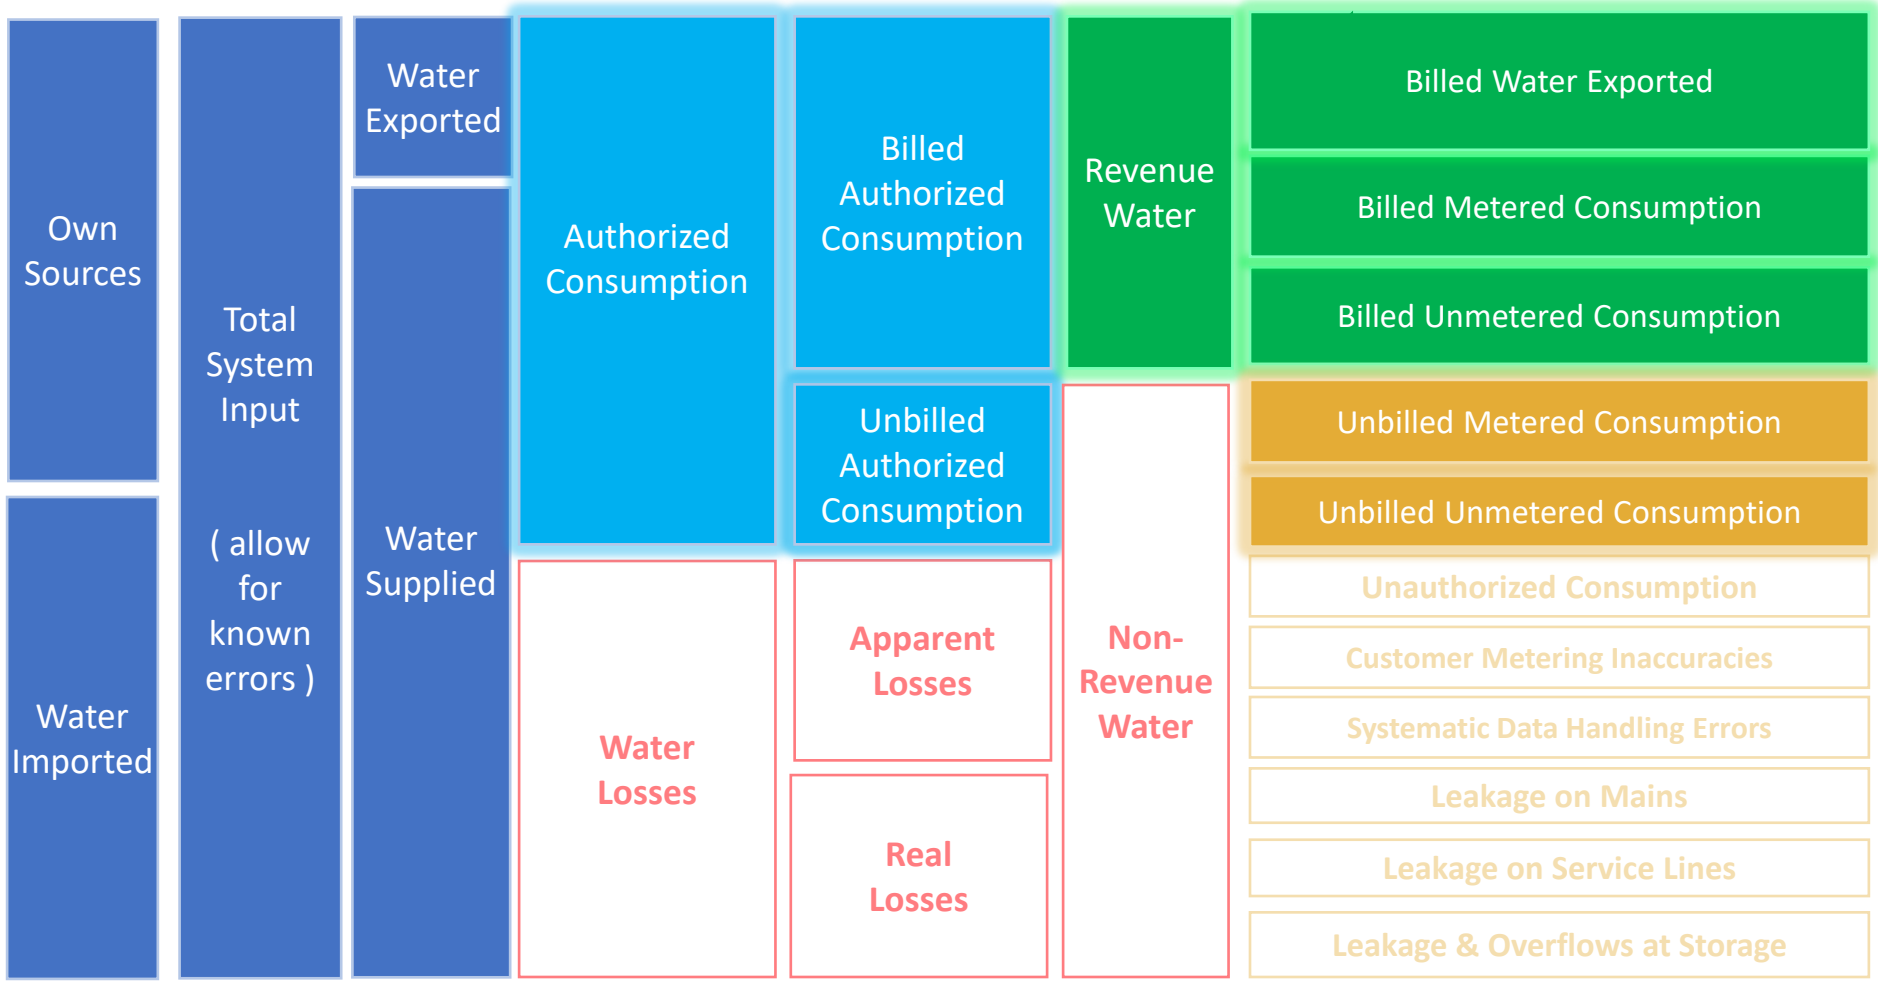 Own
Sources
Water
Imported
Total
System
Input
( allow
for
known
errors )
Water
Exported
Water
Supplied
Authorized
Consumption
Water
Losses
Billed
Authorized
Consumption
Unbilled
Authorized
Consumption
Apparent
Losses
Real
Losses
Revenue
Water
Non-
Revenue
Water
Billed Water Exported
Billed Metered Consumption
Billed Unmetered Consumption
Unbilled Metered Consumption
Unbilled Unmetered Consumption
Unauthorized Consumption
Customer Metering Inaccuracies
Systematic Data Handling Errors
Leakage on Mains
Leakage on Service Lines
Leakage & Overflows at Storage